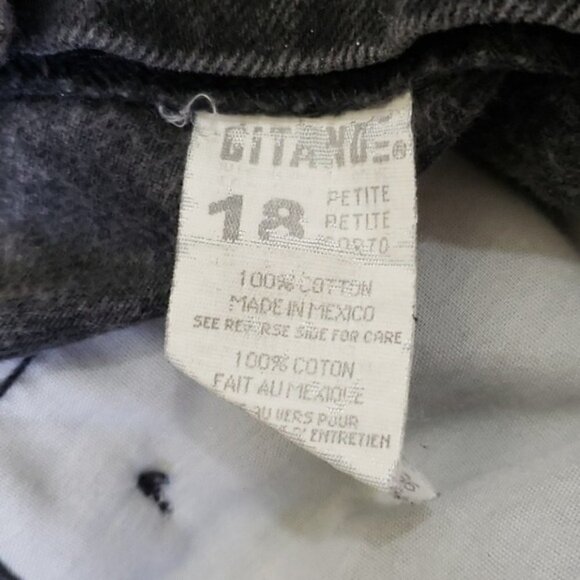 GITANO®
18
PETITE
PETITE
CORTO
100% COTTON
MADE IN MEXICO
SEE REVERSE SIDE FOR CARE
100% COTON
FAIT AU MEXIQUE
AU VERS POUR
D'ENTRETIEN